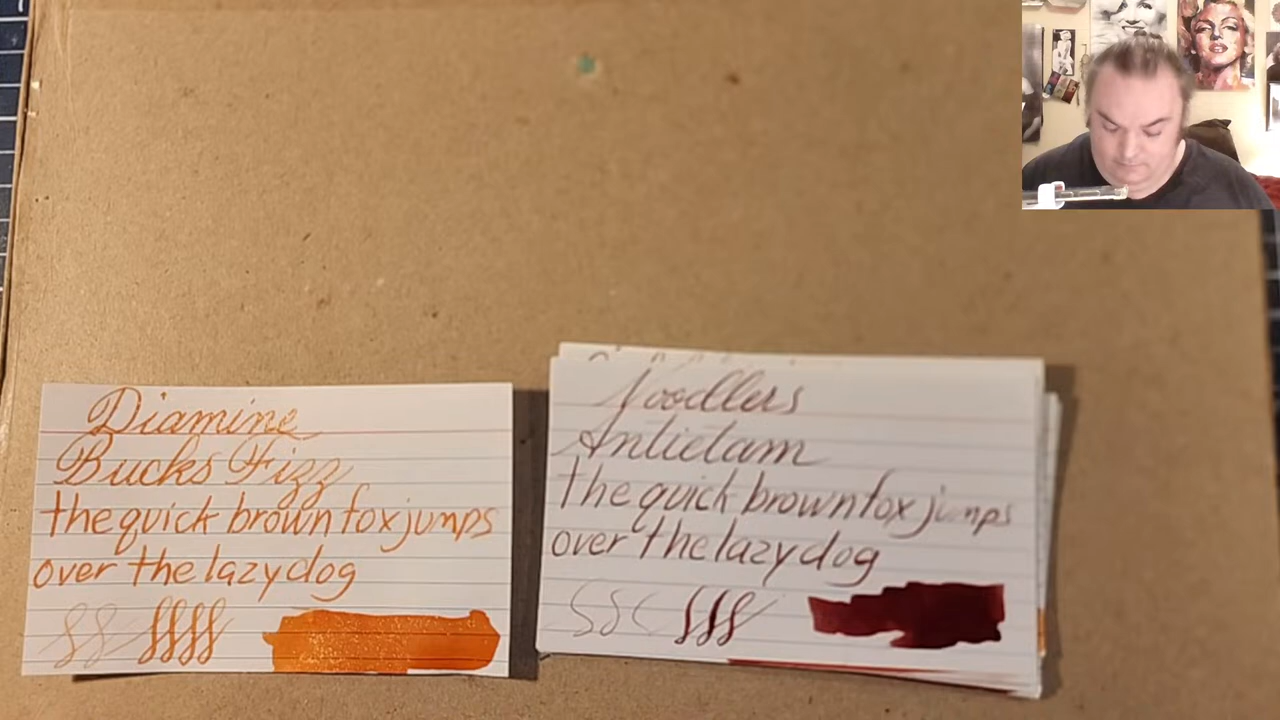 Diamine
Bucks Fizz
the quick brown fox jumps
over the lazy dog
Noodlers
Antietam
the quick brown fox jumps
over the lazy dog